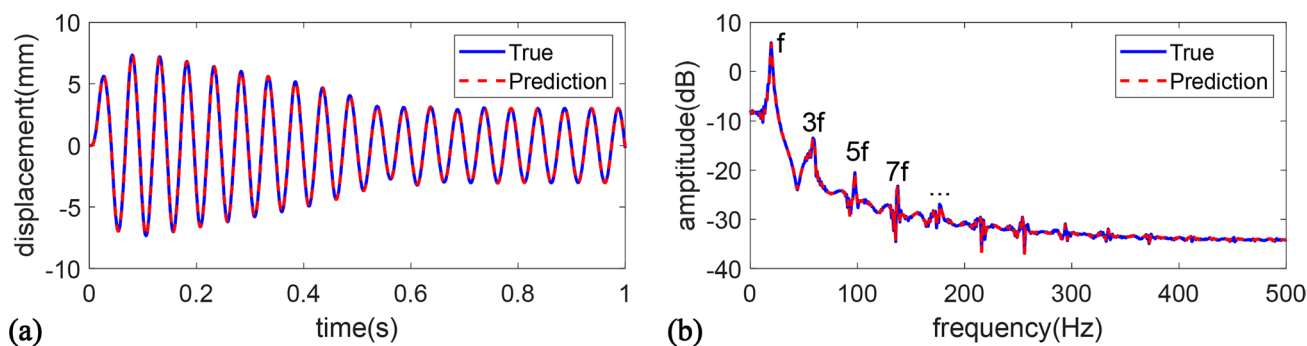 10
5
0
-5
-10
displacement(mm)
0
0.2
0.4
0.6
0.8
1
time(s)
True
Prediction
(a)
10
0
-10
-20
-30
-40
amptitude(dB)
0
100
200
300
400
500
frequency(Hz)
f
3f
5f
7f
...
True
Prediction
(b)